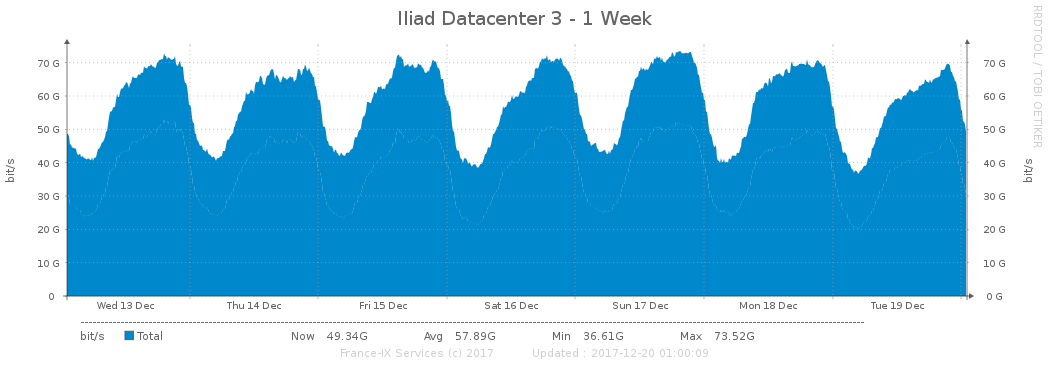 Iliad Datacenter 3 - 1 Week
RRDTOOL / TOBI OETIKER
bit/s
bit/s
70 G 70 G
60 G 60 G
50 G 50 G
40 G 40 G
30 G 30 G
20 G 20 G
10 G 10 G
0 0 G
Wed 13 Dec Thu 14 Dec Fri 15 Dec Sat 16 Dec Sun 17 Dec Mon 18 Dec Tue 19 Dec
bit/s Total Now 49.34G Avg 57.89G Min 36.61G Max 73.52G
France-IX Services (c) 2017 Updated : 2017-12-20 01:00:09